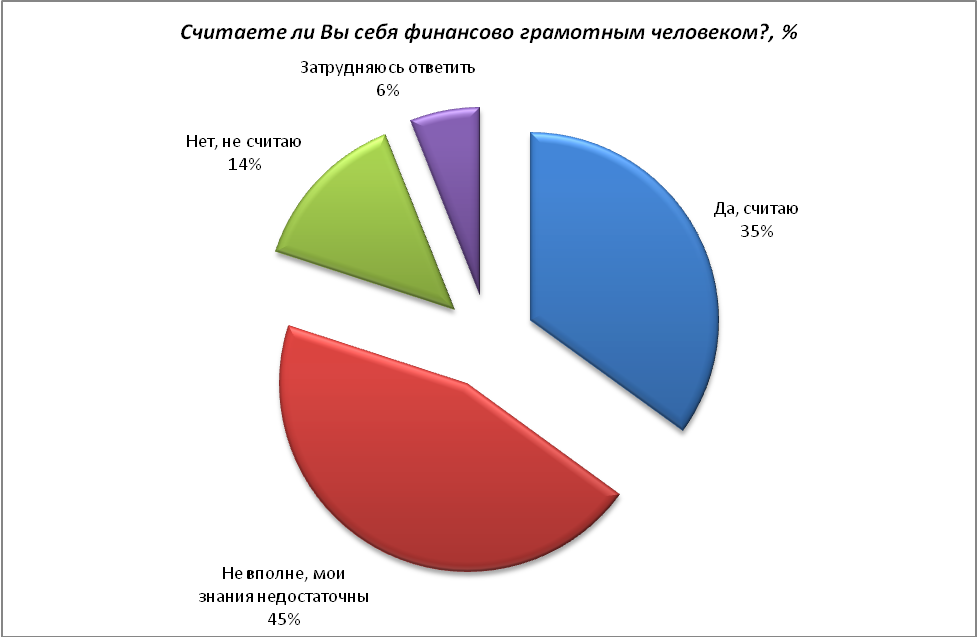 Считаете ли Вы себя финансово грамотным человеком?, %
Затрудняюсь ответить
6%
Нет, не считаю
14%
Да, считаю
35%
Не вполне, мои
знания недостаточны
45%